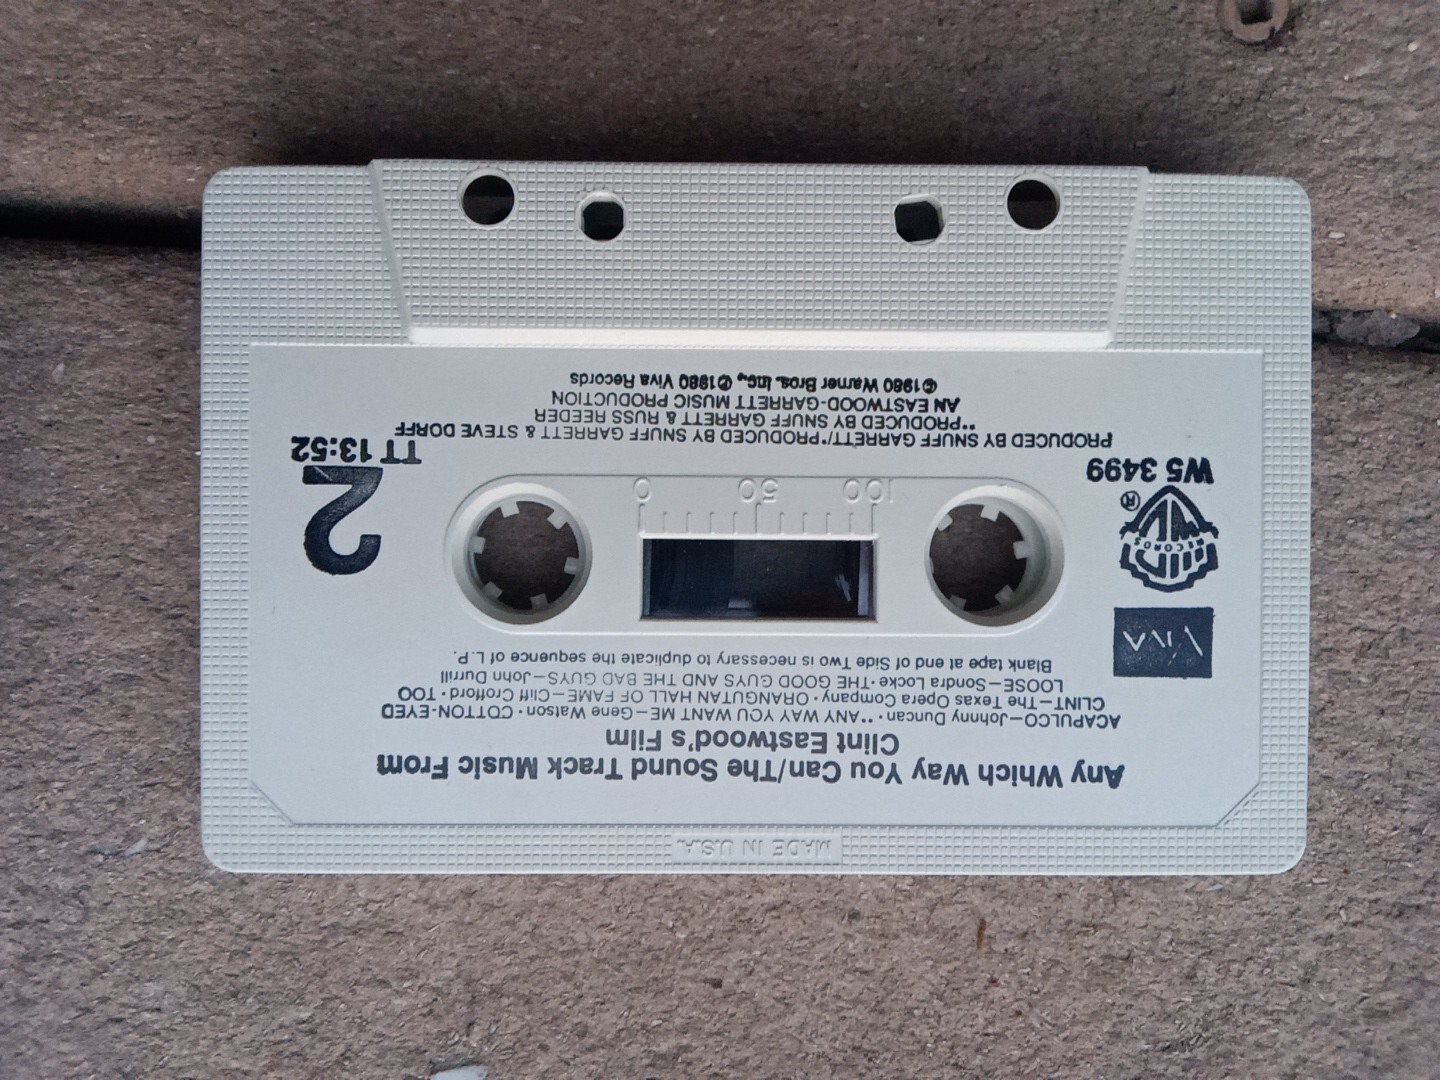 MADE IN U.S.A.
Any Which Way You Can/The Sound Track Music From
Clint Eastwood's Film
ACAPULCO—Johnny Duncan · **ANY WAY YOU WANT ME—Gene Watson · COTTON-EYED
CLINT—The Texas Opera Company · ORANGUTAN HALL OF FAME—Cliff Crofford · TOO
LOOSE—Sondra Locke · THE GOOD GUYS AND THE BAD GUYS—John Durrill
Blank tape at end of Side Two is necessary to duplicate the sequence of L.P.
VIVA
WB
RECORDS
®
W5 3499
100 50 0
2
TT 13:52
PRODUCED BY SNUFF GARRETT/*PRODUCED BY SNUFF GARRETT & STEVE DORFF
**PRODUCED BY SNUFF GARRETT & RUSS REEDER
AN EASTWOOD-GARRETT MUSIC PRODUCTION
©1980 Warner Bros. Inc., ℗1980 Viva Records